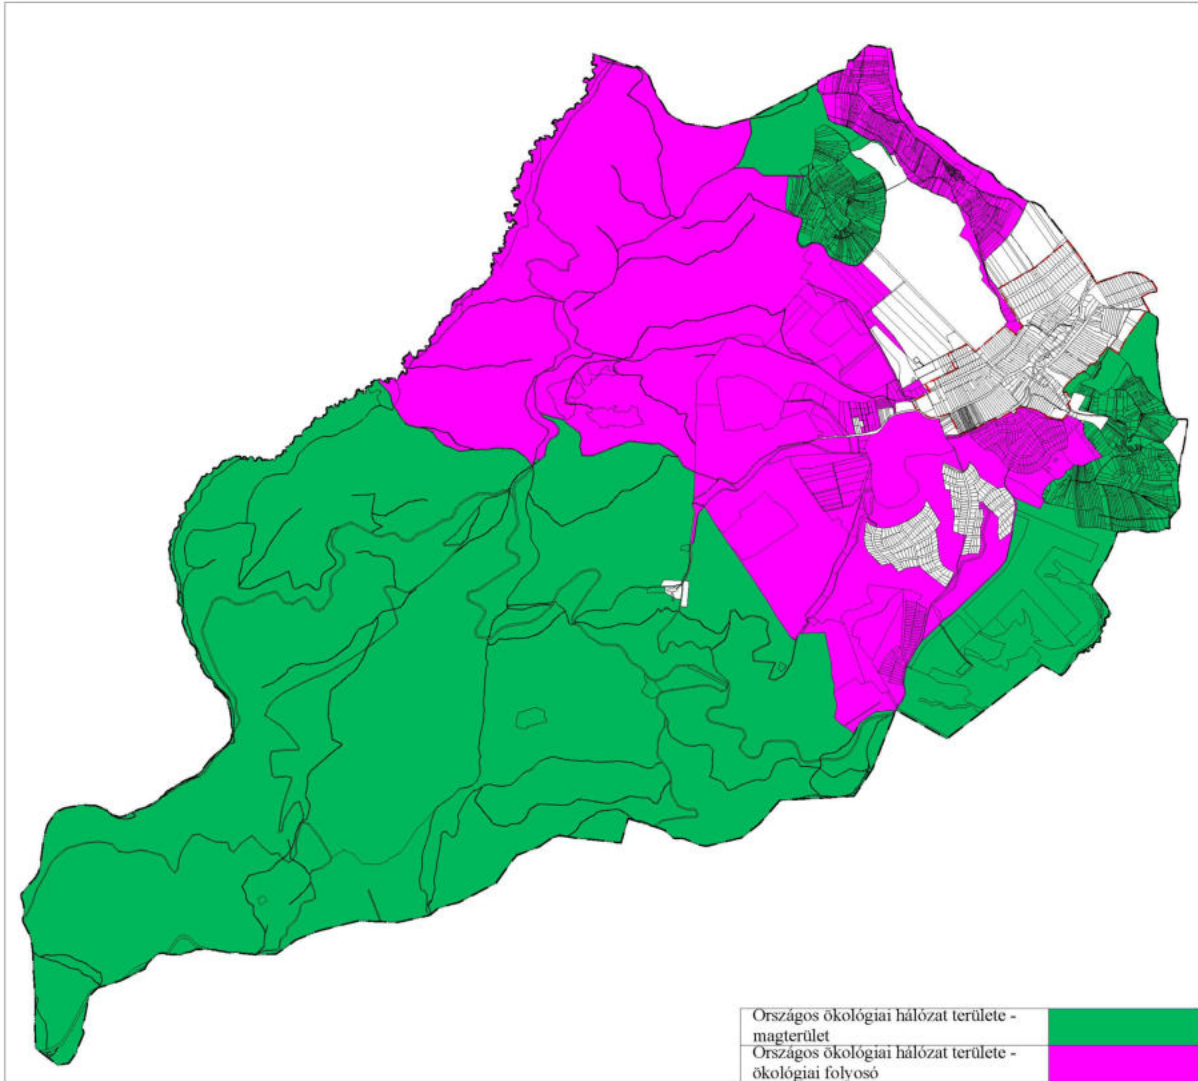 Országos ökológiai hálózat területe -
magterület
Országos ökológiai hálózat területe -
ökológiai folyosó